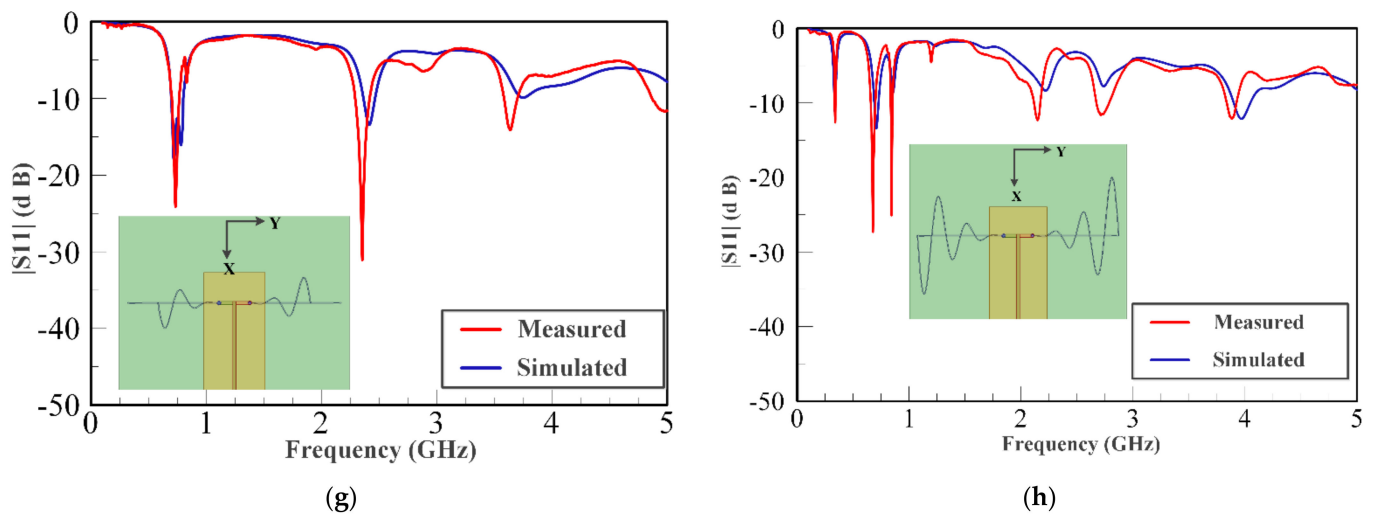 0
-10
-20
-30
-40
-50
|S11| (d B)
Y
X
Measured
Simulated
0 1 2 3 4 5
Frequency (GHz)
(g)
0
-10
-20
-30
-40
-50
|S11| (d B)
Y
X
Measured
Simulated
0 1 2 3 4 5
Frequency (GHz)
(h)